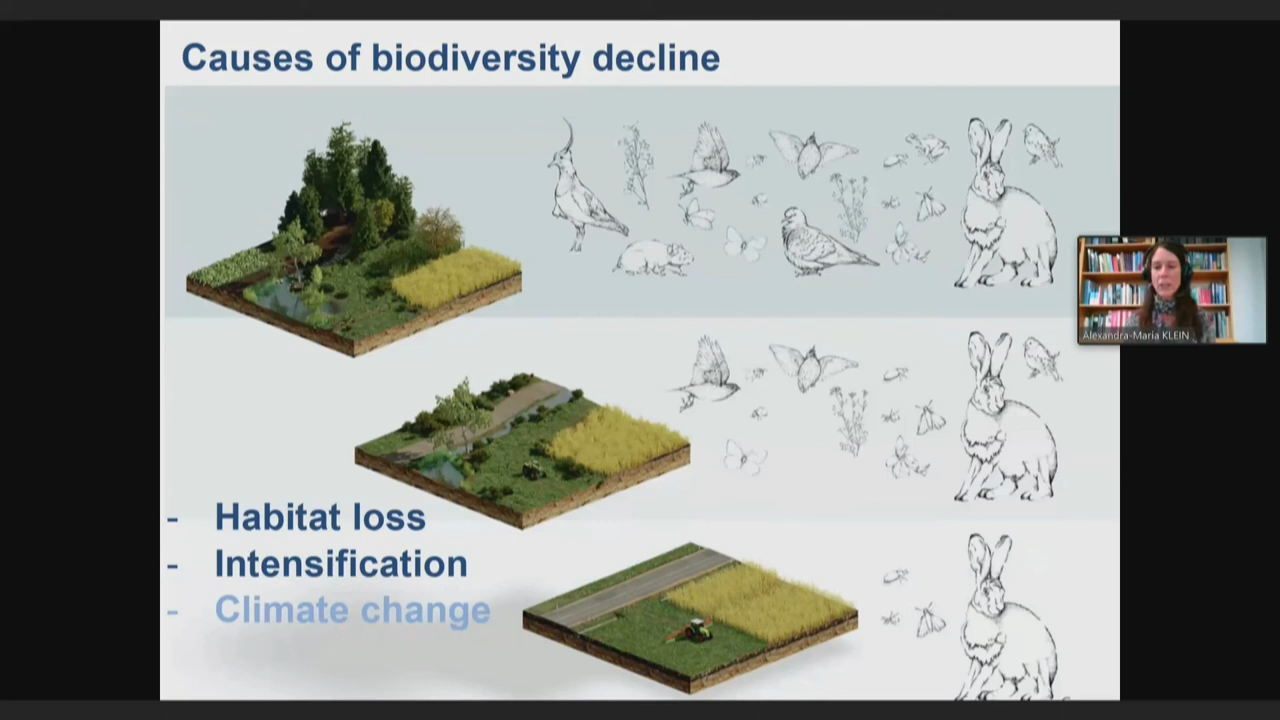 Causes of biodiversity decline
Alexandra-Maria KLEIN
- Habitat loss
- Intensification
- Climate change